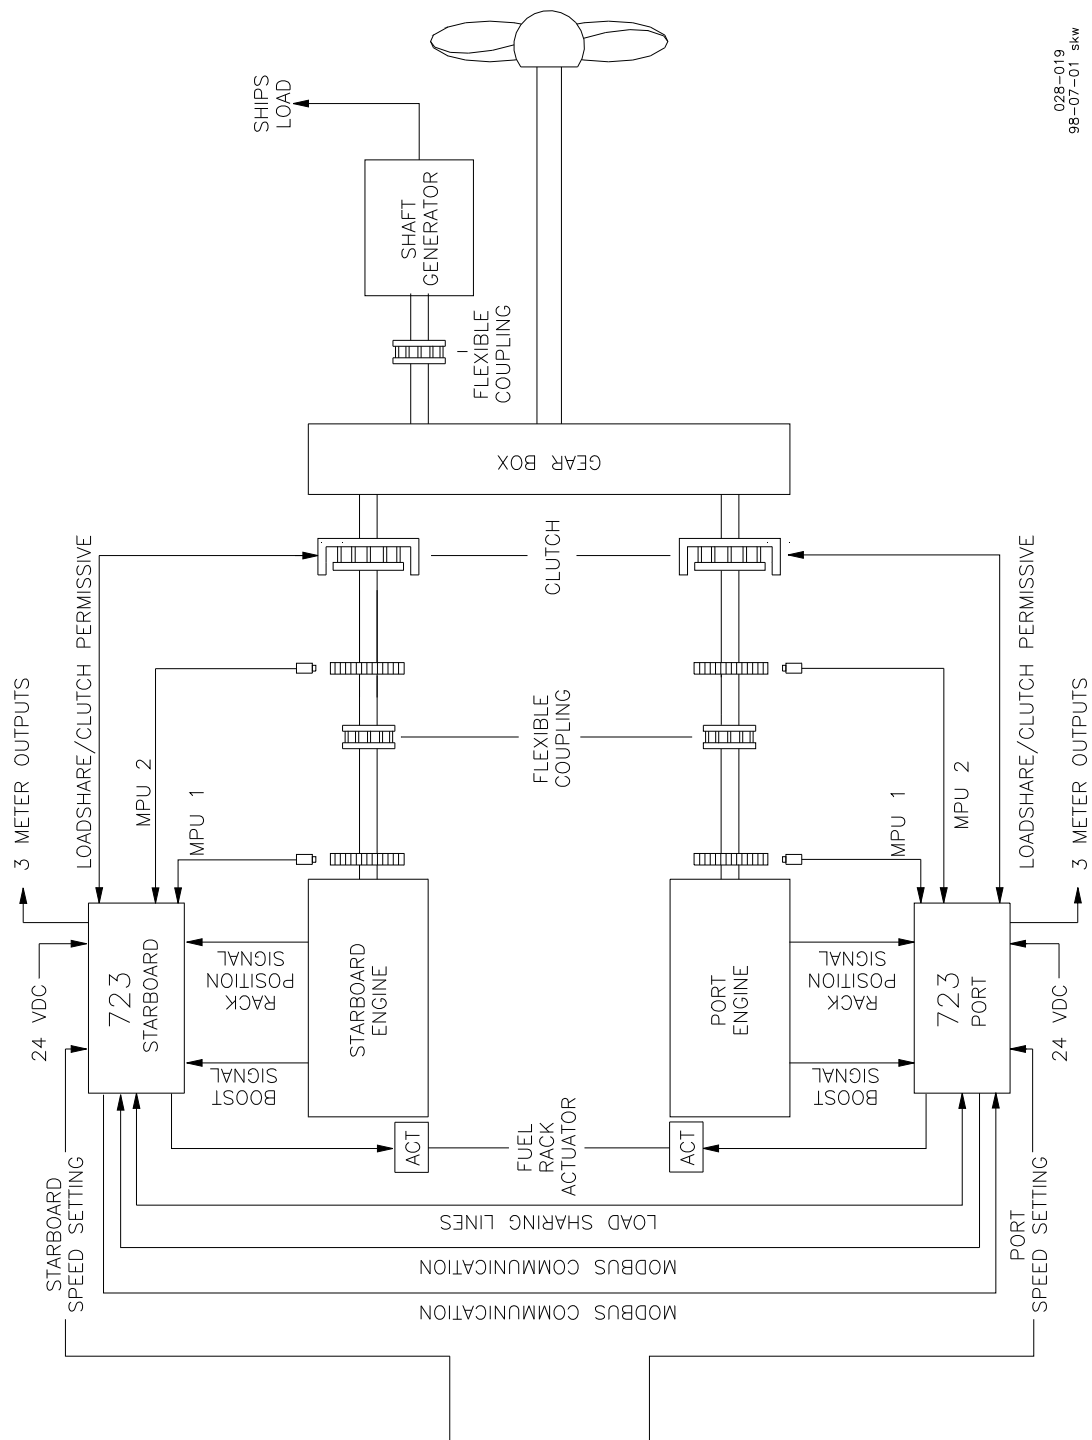 SHIPS
LOAD
SHAFT
GENERATOR
FLEXIBLE
COUPLING
028-019
98-07-01 skw
GEAR BOX
CLUTCH
LOADSHARE/CLUTCH PERMISSIVE
LOADSHARE/CLUTCH PERMISSIVE
FLEXIBLE
COUPLING
3 METER OUTPUTS
MPU 2
MPU 1
MPU 1
MPU 2
3 METER OUTPUTS
24 VDC
723
STARBOARD
RACK
POSITION
SIGNAL
BOOST
SIGNAL
STARBOARD
ENGINE
PORT
ENGINE
RACK
POSITION
SIGNAL
BOOST
SIGNAL
723
PORT
24 VDC
ACT
FUEL
RACK
ACTUATOR
ACT
STARBOARD
SPEED SETTING
LOAD SHARING LINES
MODBUS COMMUNICATION
MODBUS COMMUNICATION
PORT
SPEED SETTING